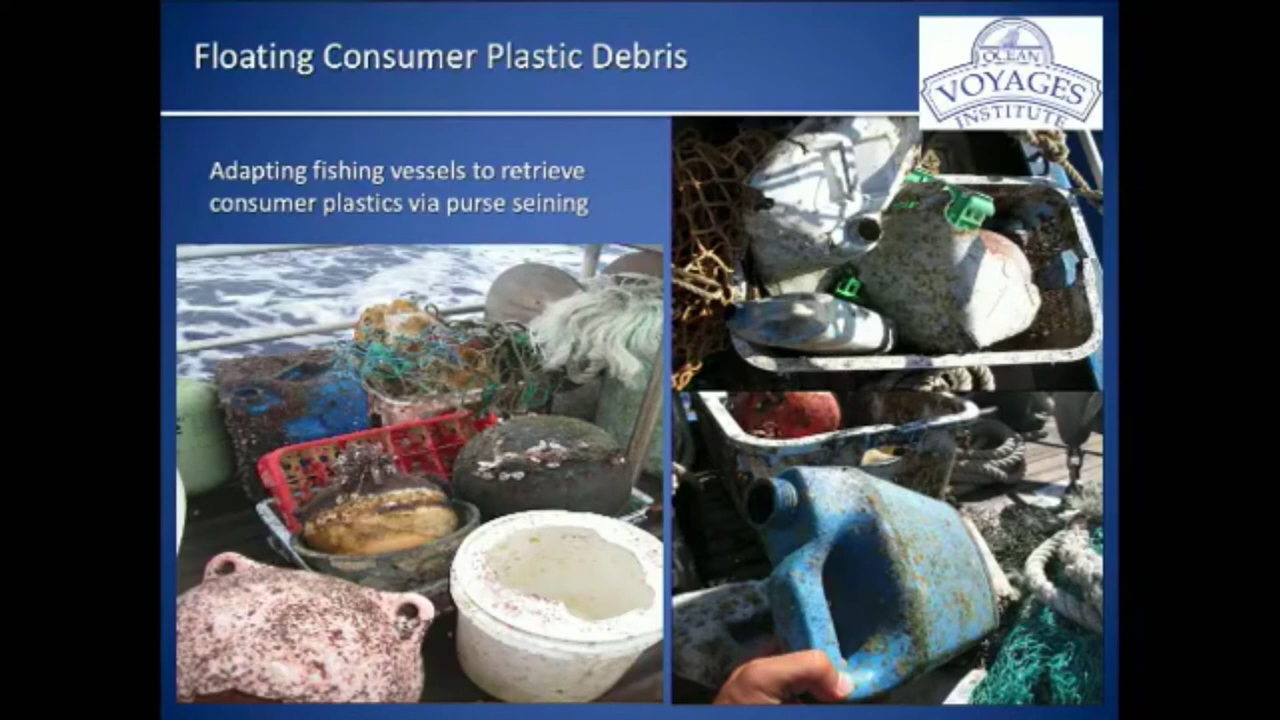 Floating Consumer Plastic Debris
OCEAN
VOYAGES
INSTITUTE
Adapting fishing vessels to retrieve
consumer plastics via purse seining